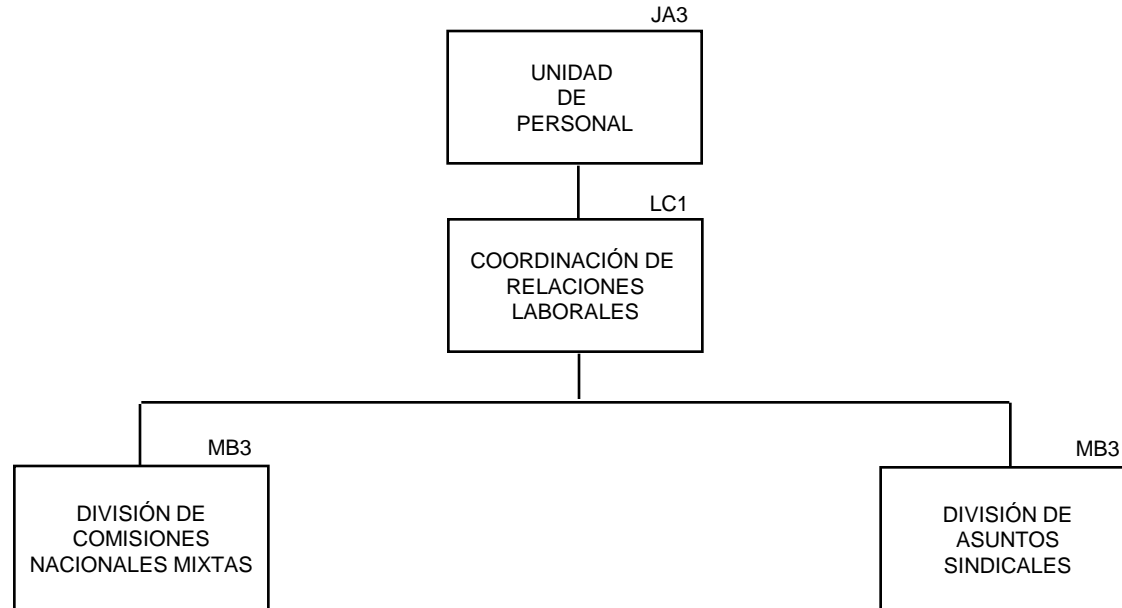 JA3
UNIDAD
DE
PERSONAL
LC1
COORDINACIÓN DE
RELACIONES
LABORALES
MB3
DIVISIÓN DE
COMISIONES
NACIONALES MIXTAS
MB3
DIVISIÓN DE
ASUNTOS
SINDICALES